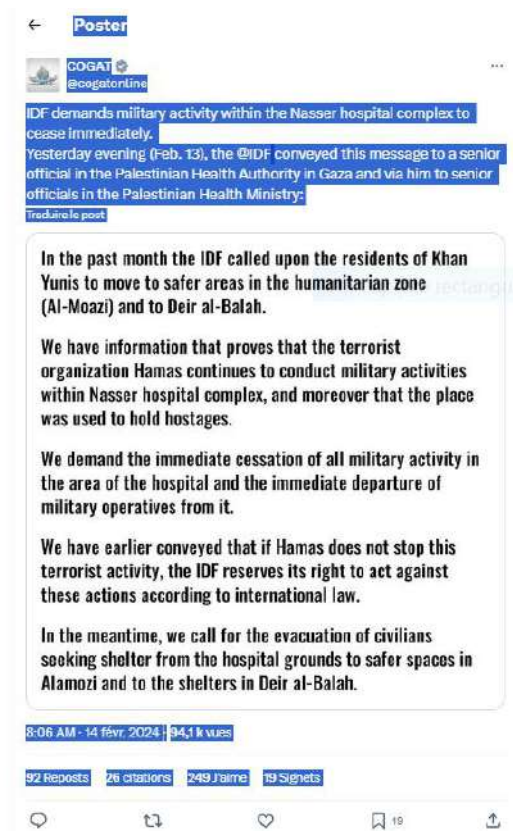 Poster
COGAT
@cogatonline
IDF demands military activity within the Nasser hospital complex to
cease immediately.
Yesterday evening (Feb. 13), the @IDF conveyed this message to a senior
official in the Palestinian Health Authority in Gaza and via him to senior
officials in the Palestinian Health Ministry:
Traduire le post
In the past month the IDF called upon the residents of Khan
Yunis to move to safer areas in the humanitarian zone
(Al-Moazi) and to Deir al-Balah.
We have information that proves that the terrorist
organization Hamas continues to conduct military activities
within Nasser hospital complex, and moreover that the place
was used to hold hostages.
We demand the immediate cessation of all military activity in
the area of the hospital and the immediate departure of
military operatives from it.
We have earlier conveyed that if Hamas does not stop this
terrorist activity, the IDF reserves its right to act against
these actions according to international law.
In the meantime, we call for the evacuation of civilians
seeking shelter from the hospital grounds to safer spaces in
Alamozi and to the shelters in Deir al-Balah.
8:06 AM · 14 févr. 2024 · 94,1 k vues
92 Reposts 26 citations 249 J'aime 19 Signets
19